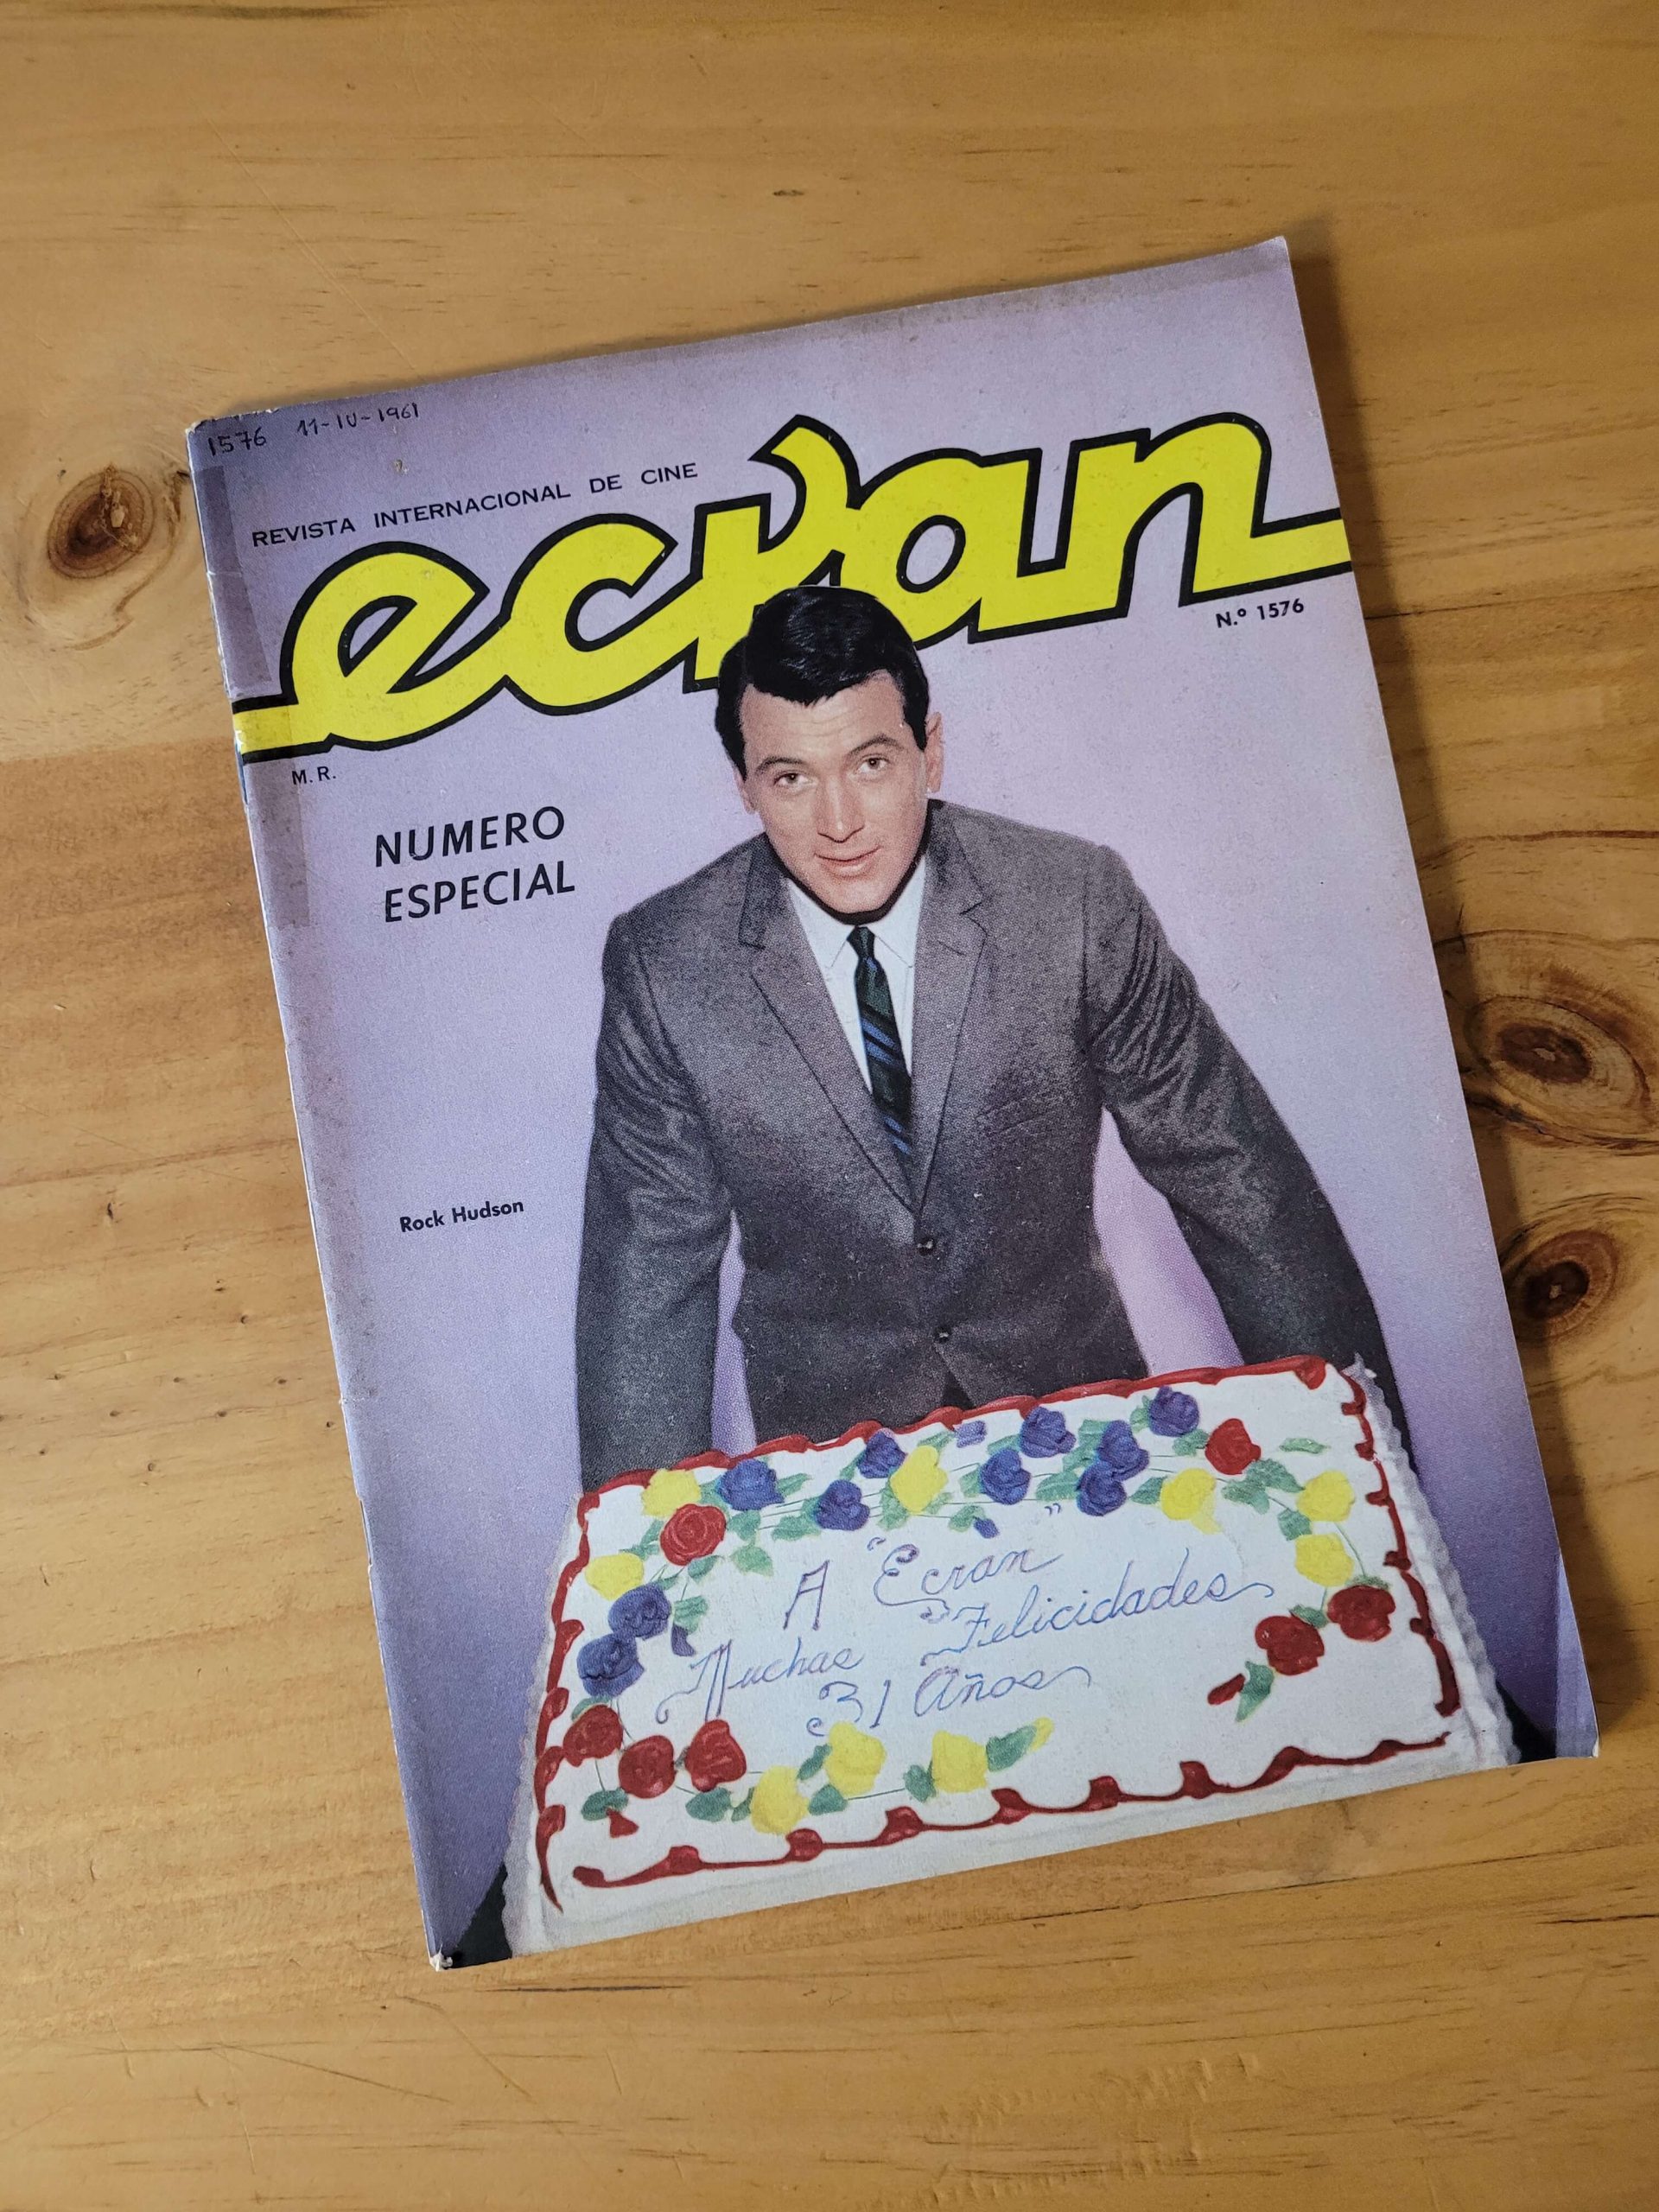 1576 11-IV-1961
REVISTA INTERNACIONAL DE CINE
ecran
N.º 1576
M.R.
NUMERO
ESPECIAL
Rock Hudson
A "Ecran"
Muchas Felicidades
31 Años